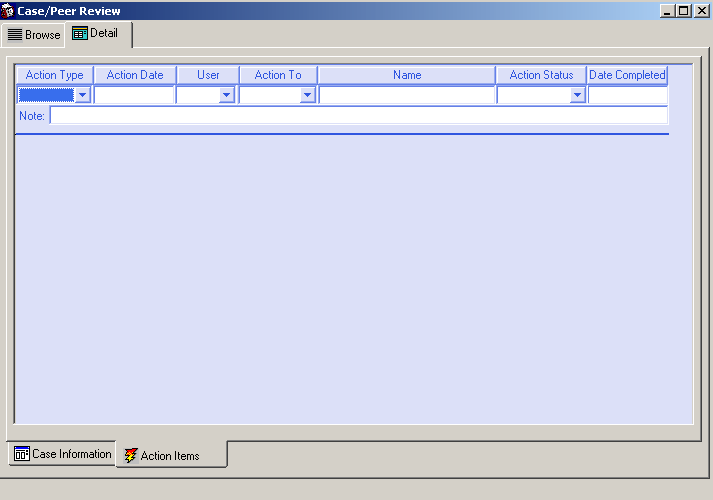 Case/Peer Review
Browse Detail
Action Type Action Date User Action To Name Action Status Date Completed
Note:
Case Information Action Items